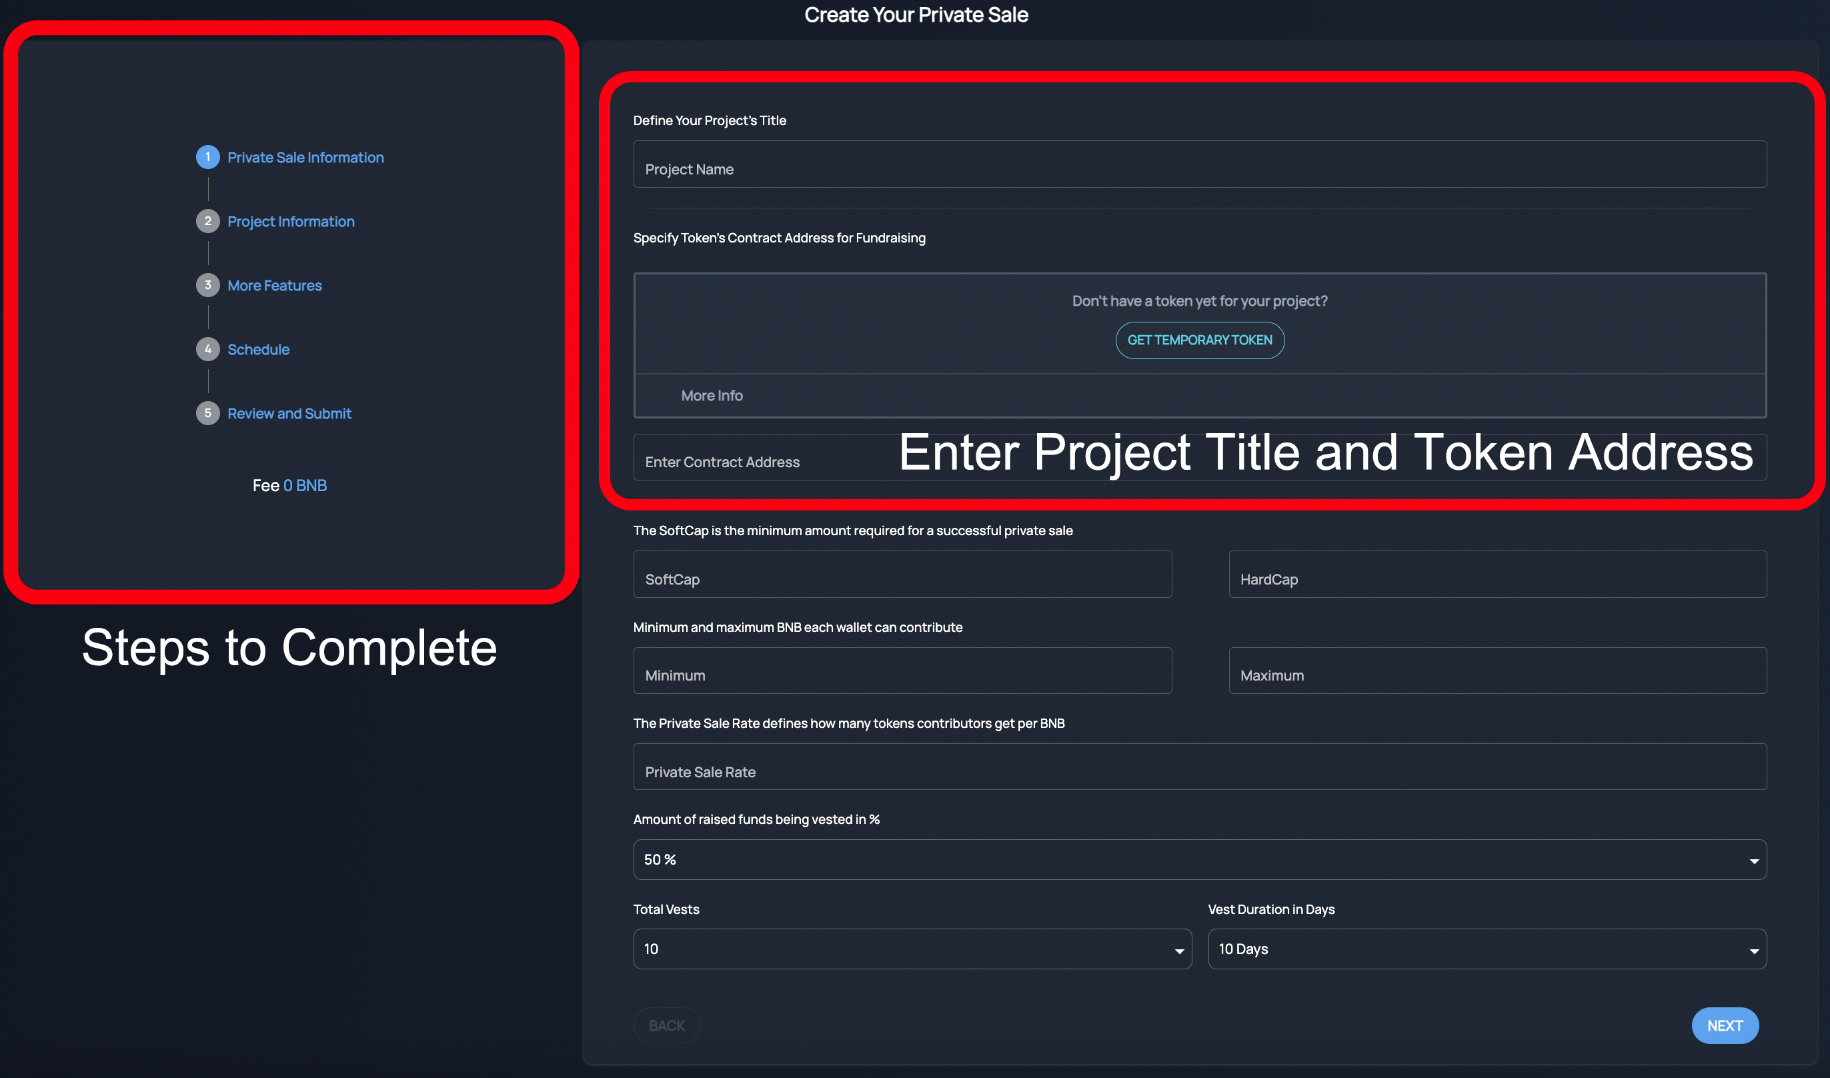 Create Your Private Sale
1 Private Sale Information
2 Project Information
3 More Features
4 Schedule
5 Review and Submit
Fee 0 BNB
Steps to Complete
Define Your Project's Title
Project Name
Specify Token's Contract Address for Fundraising
Don't have a token yet for your project?
GET TEMPORARY TOKEN
More Info
Enter Contract Address
Enter Project Title and Token Address
The SoftCap is the minimum amount required for a successful private sale
SoftCap
HardCap
Minimum and maximum BNB each wallet can contribute
Minimum
Maximum
The Private Sale Rate defines how many tokens contributors get per BNB
Private Sale Rate
Amount of raised funds being vested in %
50 %
Total Vests
Vest Duration in Days
10
10 Days
BACK
NEXT